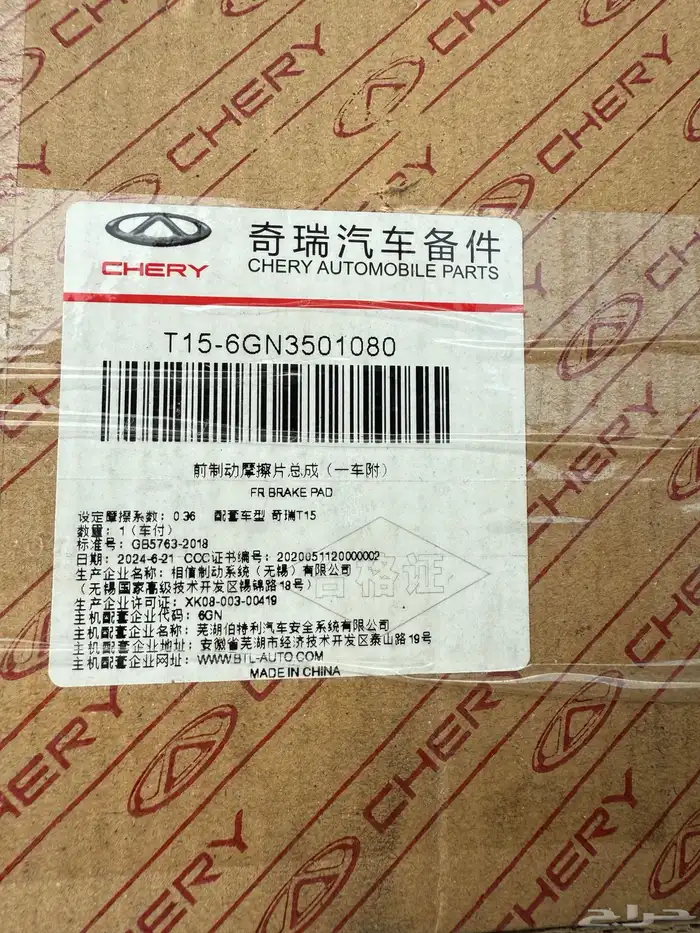 CHERY
奇瑞汽车备件
CHERY AUTOMOBILE PARTS
T15-6GN3501080
前制动摩擦片总成（一车附）
FR BRAKE PAD
设定摩擦系数：0.36 配套车型 奇瑞T15
数量：1（车付）
标准号：GB5763-2018
日期：2024-6-21 CCC证书编号：2020051120000002
生产企业名称：相信制动系统（无锡）有限公司
（无锡国家高级技术开发区锡锦路18号）
生产企业许可证：XK08-003-00419
主机配套企业代码：6GN
主机配套企业名称：芜湖伯特利汽车安全系统有限公司
主机配套企业地址：安徽省芜湖市经济技术开发区泰山路19号
主机配套企业网址：WWW.BTL-AUTO.COM
MADE IN CHINA
合格证
CHERY
CHERY
CHERY
CHERY
CHERY
CHERY
CHERY
CHERY
حراج